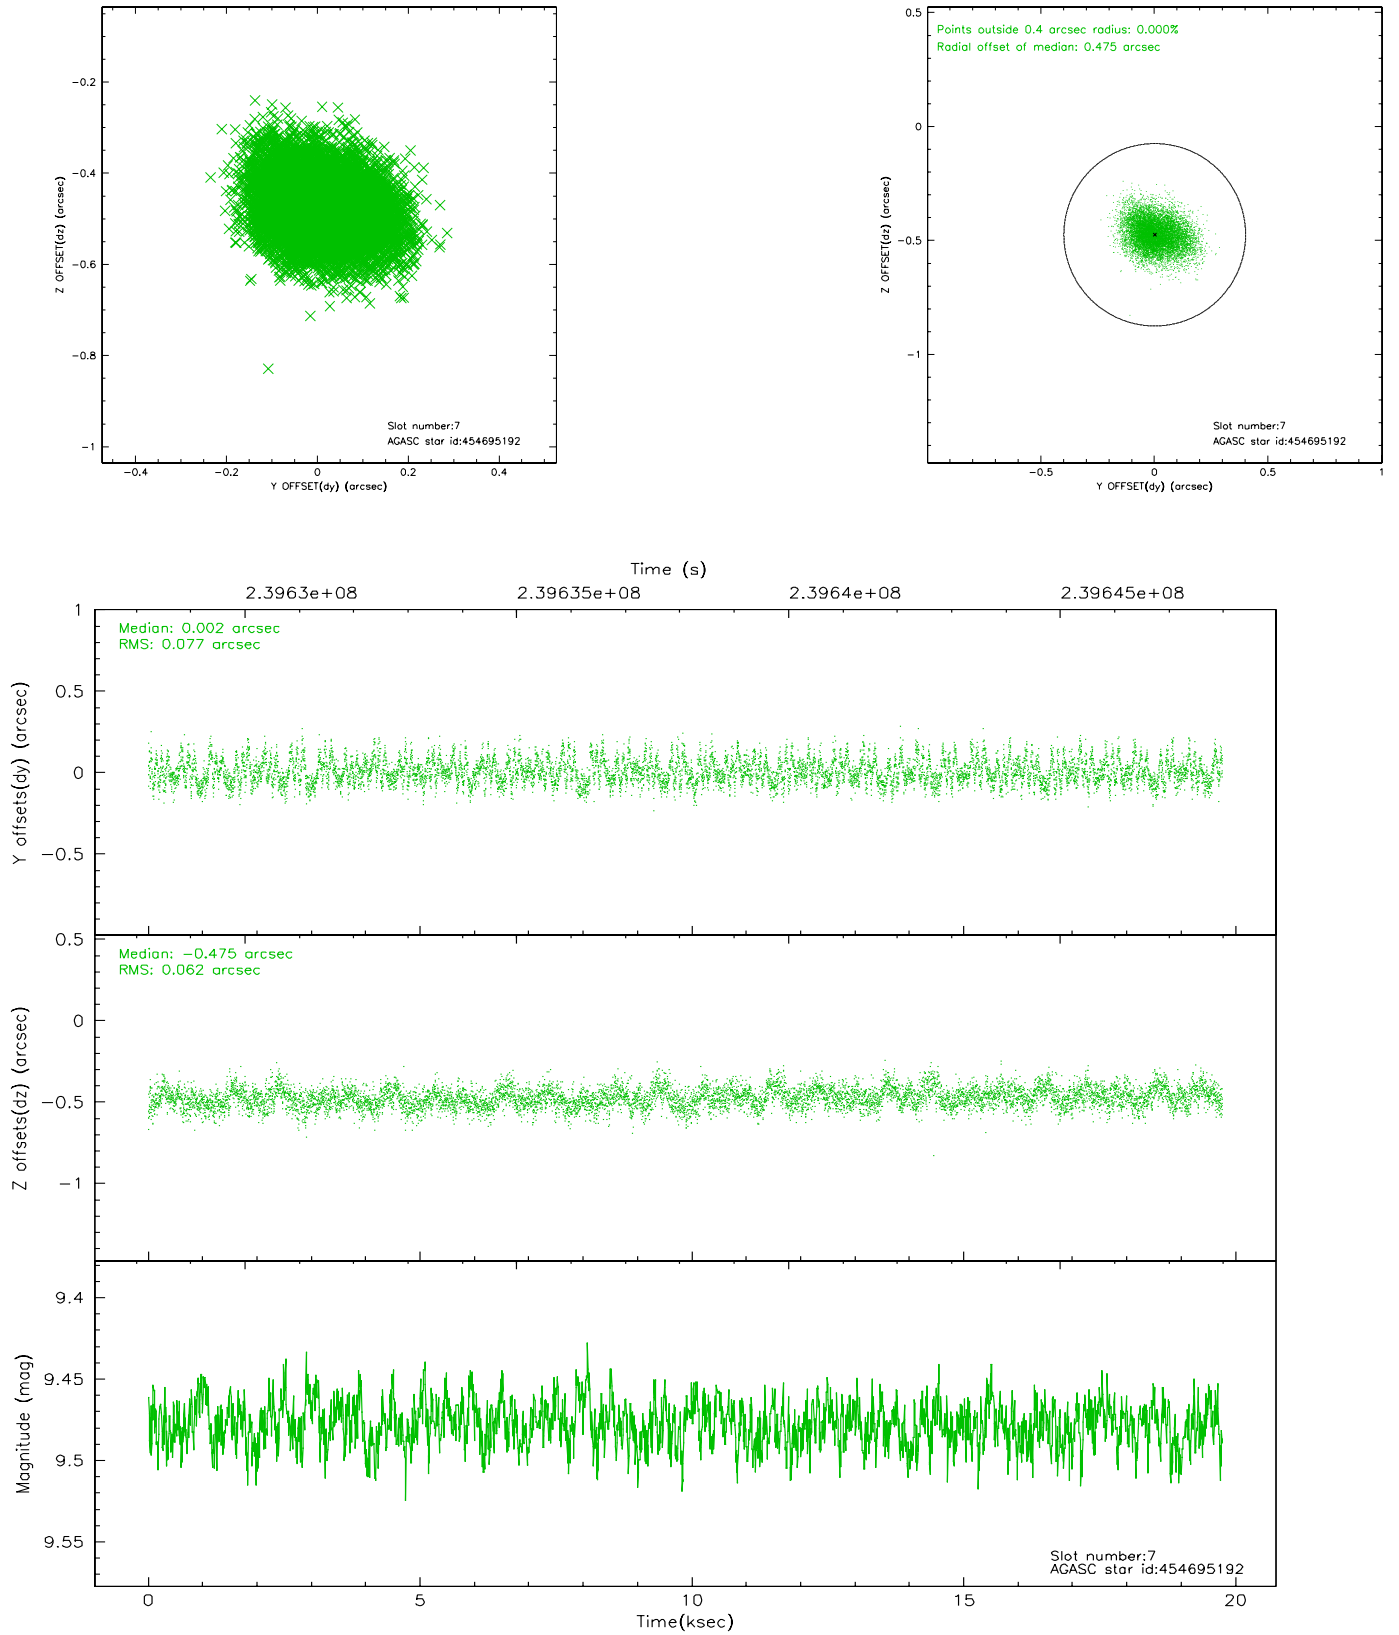 −0.2
−0.4
−0.6
−0.8
−1
Z OFFSET(dz) (arcsec)
Slot number:7
AGASC star id:454695192
−0.4
−0.2
0
0.2
0.4
Y OFFSET(dy) (arcsec)
Points outside 0.4 arcsec radius: 0.000%
Radial offset of median: 0.475 arcsec
0.5
0
−0.5
−1
Z OFFSET(dz) (arcsec)
Slot number:7
AGASC star id:454695192
−0.5
0
0.5
1
Y OFFSET(dy) (arcsec)
Time (s)
2.3963e+08
2.39635e+08
2.3964e+08
2.39645e+08
Median: 0.002 arcsec
RMS: 0.077 arcsec
1
0.5
0
−0.5
Y offsets(dy) (arcsec)
Median: −0.475 arcsec
RMS: 0.062 arcsec
0.5
0
−0.5
−1
Z offsets(dz) (arcsec)
9.4
9.45
9.5
9.55
Magnitude (mag)
Slot number:7
AGASC star id:454695192
0
5
10
15
20
Time(ksec)